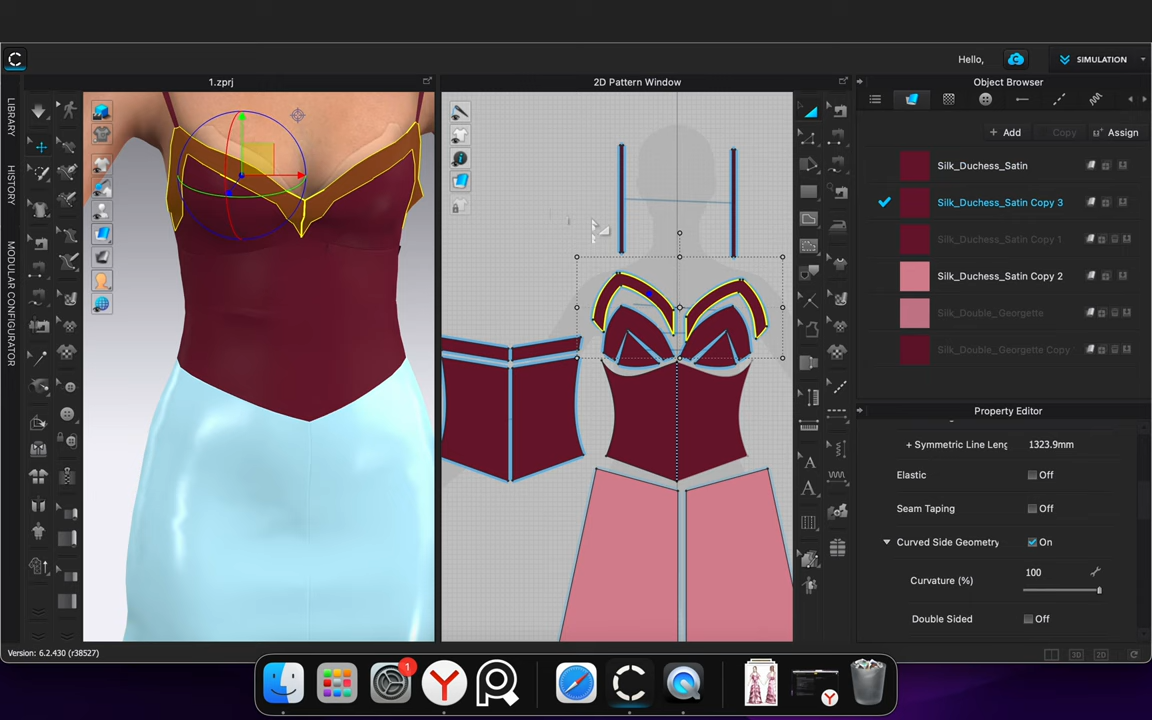 Hello,
SIMULATION
1.zprj
2D Pattern Window
Object Browser
LIBRARY
HISTORY
MODULAR CONFIGURATOR
+ Add
Copy
Assign
Silk_Duchess_Satin
Silk_Duchess_Satin Copy 3
Silk_Duchess_Satin Copy 1
Silk_Duchess_Satin Copy 2
Silk_Double_Georgette
Silk_Double_Georgette Copy
Property Editor
+ Symmetric Line Leng
1323.9mm
Elastic
Off
Seam Taping
Off
Curved Side Geometry
On
Curvature (%)
100
Double Sided
Off
Version: 6.2.430 (r38527)
3D
2D
1